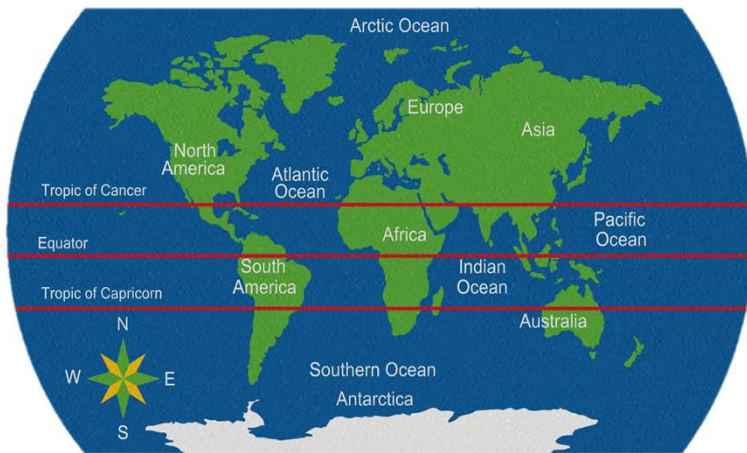 Arctic Ocean
Europe
Asia
North
America
Atlantic
Ocean
Tropic of Cancer
Pacific
Ocean
Africa
Equator
South
America
Indian
Ocean
Tropic of Capricorn
Australia
N
W
E
S
Southern Ocean
Antarctica